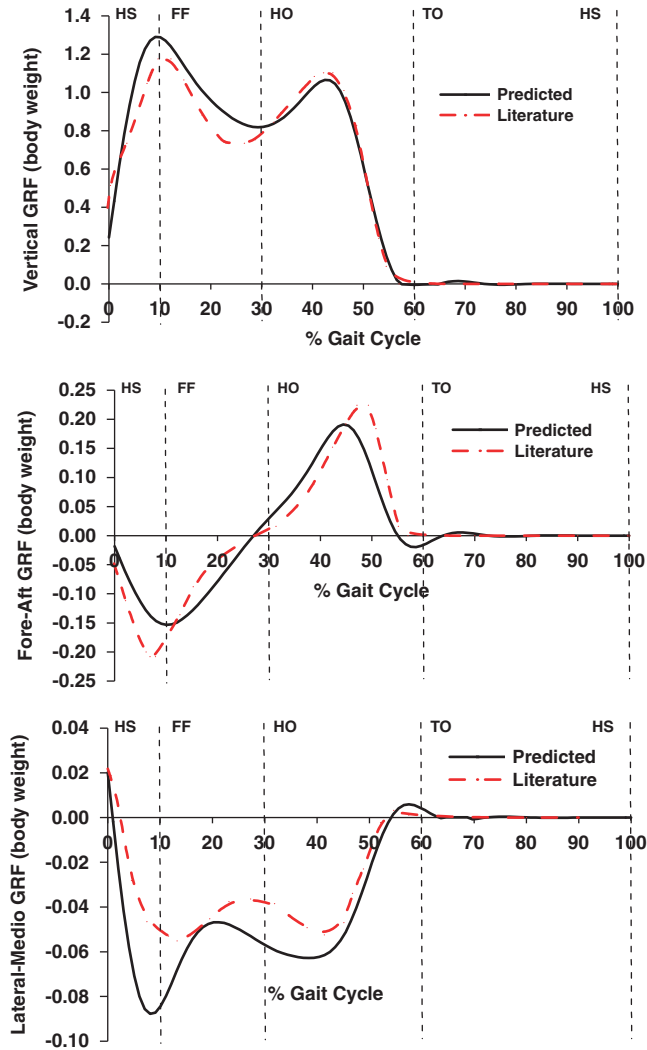 1.4
HS FF HO TO HS
1.2
1.0
Predicted
0.8
Literature
0.6
0.4
0.2
0.0
0 10 20 30 40 50 60 70 80 90 100
-0.2
% Gait Cycle
Vertical GRF (body weight)
0.25
HS FF HO TO HS
0.20
Predicted
0.15
Literature
0.10
0.05
0.00
0 10 20 30 40 50 60 70 80 90 100
-0.05
% Gait Cycle
-0.10
-0.15
-0.20
-0.25
Fore-Aft GRF (body weight)
0.04
HS FF HO TO HS
Predicted
0.02
Literature
0.00
0 10 20 30 40 50 60 70 80 90 100
-0.02
-0.04
-0.06
-0.08
% Gait Cycle
-0.10
Lateral-Medio GRF (body weight)